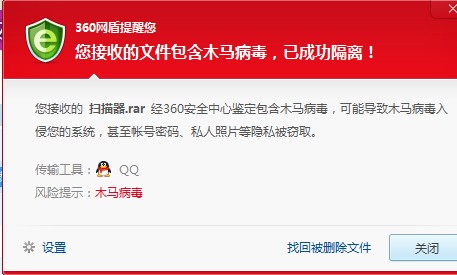 360网盾提醒您
您接收的文件包含木马病毒，已成功隔离！
您接收的 扫描器.rar 经360安全中心鉴定包含木马病毒，可能导致木马病毒入
侵您的系统，甚至帐号密码、私人照片等隐私被窃取。
传输工具： QQ
风险提示：木马病毒
设置 找回被删除文件 关闭